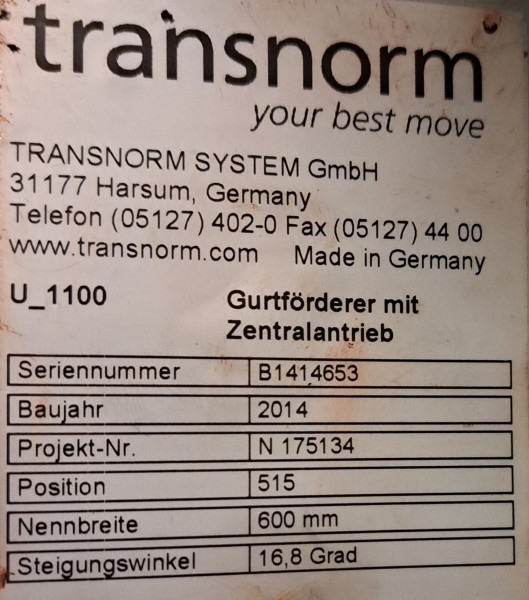 transnorm
your best move
TRANSNORM SYSTEM GmbH
31177 Harsum, Germany
Telefon (05127) 402-0 Fax (05127) 44 00
www.transnorm.com Made in Germany
U_1100 Gurtförderer mit
Zentralantrieb
Seriennummer B1414653
Baujahr 2014
Projekt-Nr. N 175134
Position 515
Nennbreite 600 mm
Steigungswinkel 16,8 Grad